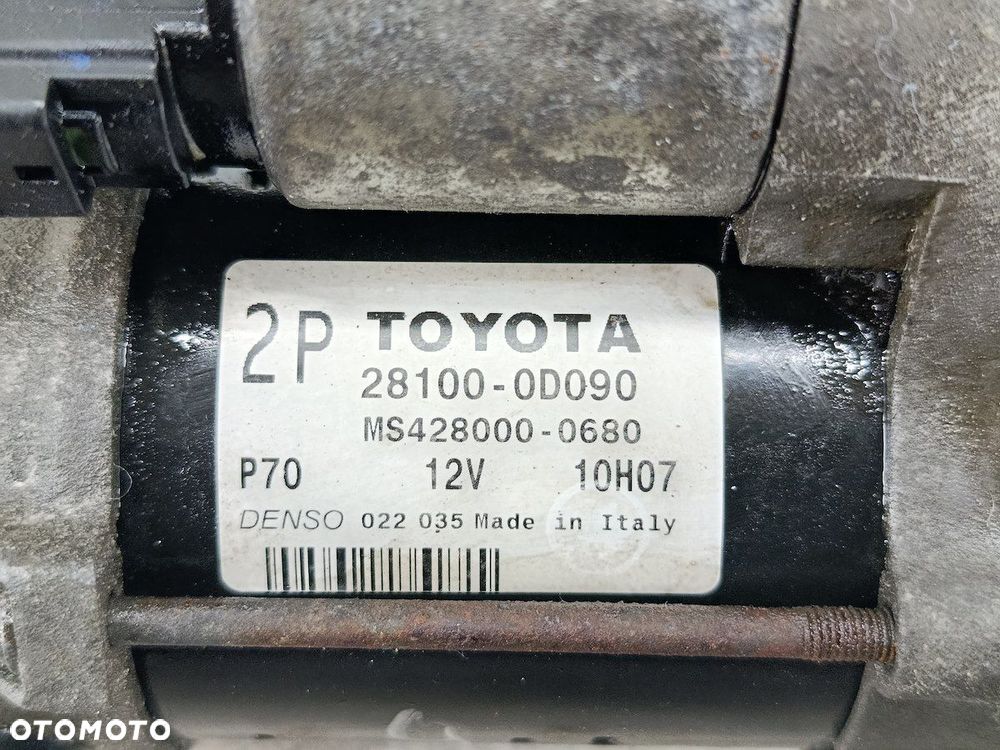 2P TOYOTA
28100-0D090
MS428000-0680
P70 12V 10H07
DENSO 022 035 Made in Italy
OTOMOTO